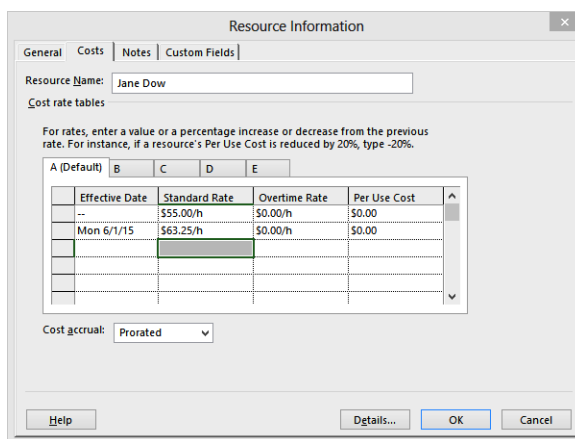 Resource Information
×
General Costs Notes Custom Fields
Resource Name: Jane Dow
Cost rate tables
For rates, enter a value or a percentage increase or decrease from the previous
rate. For instance, if a resource's Per Use Cost is reduced by 20%, type -20%.
A (Default) B C D E
Effective Date Standard Rate Overtime Rate Per Use Cost
-- $55.00/h $0.00/h $0.00
Mon 6/1/15 $63.25/h $0.00/h $0.00
Cost accrual: Prorated
Help Details... OK Cancel